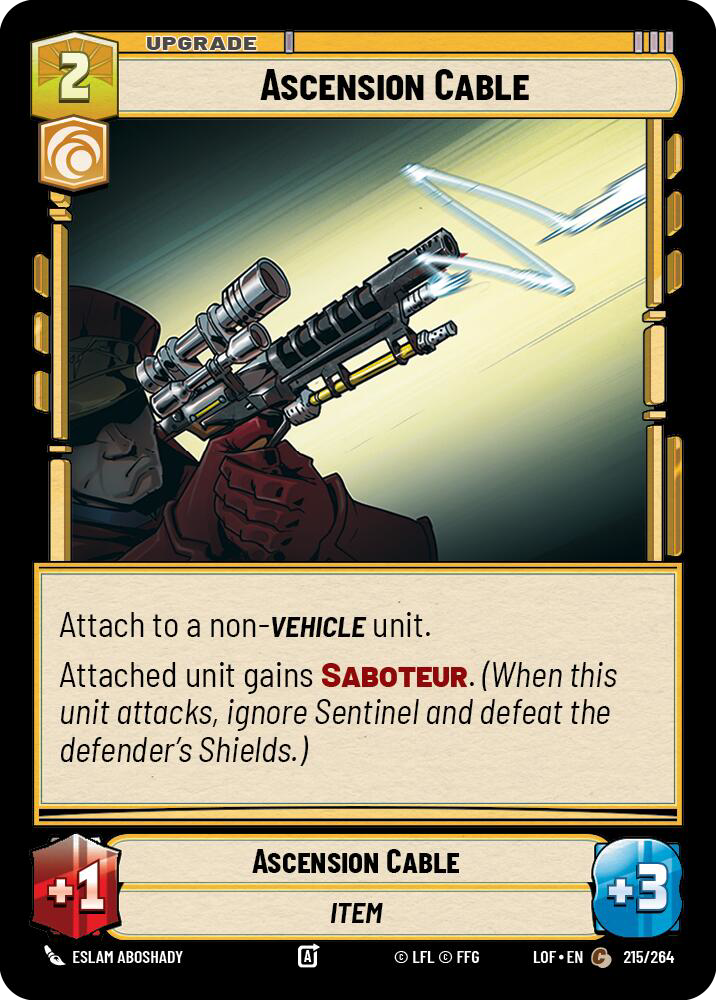 UPGRADE
2
ASCENSION CABLE
Attach to a non-VEHICLE unit.
Attached unit gains SABOTEUR. (When this
unit attacks, ignore Sentinel and defeat the
defender's Shields.)
+1
ASCENSION CABLE
+3
ITEM
ESLAM ABOSHADY
A
© LFL © FFG
LOF • EN
C
215/264